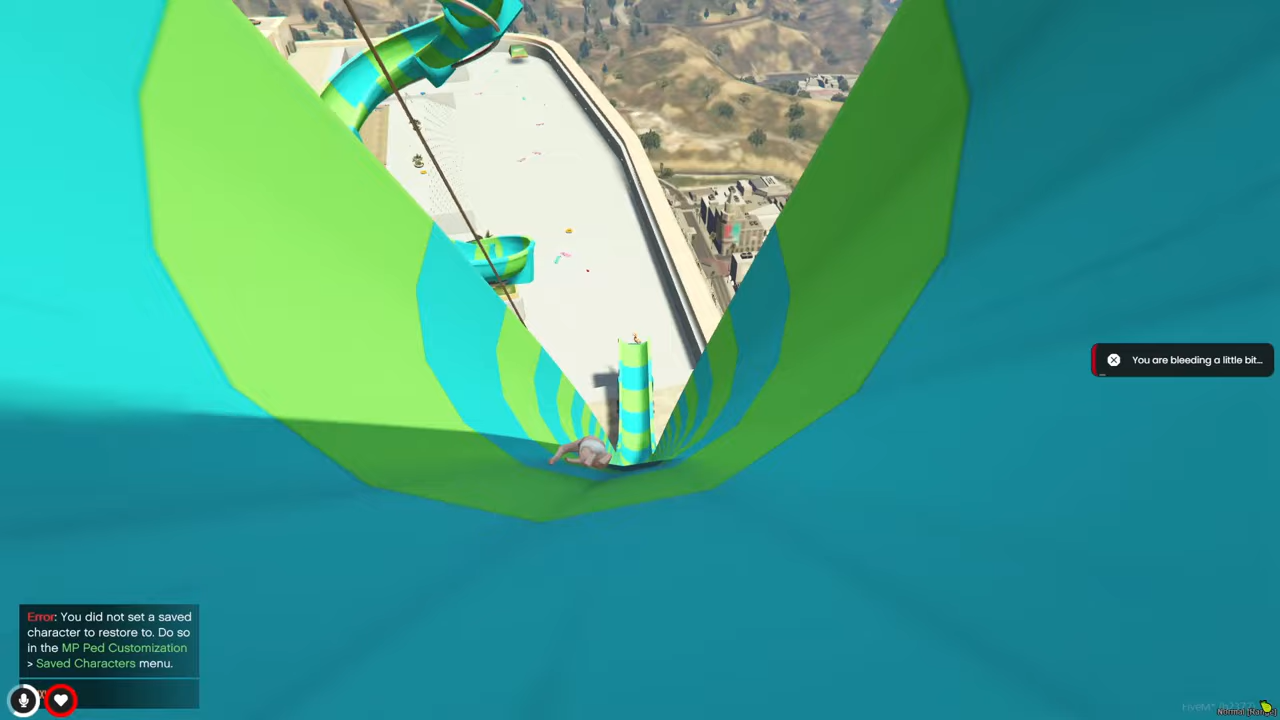 You are bleeding a little bit...
Error: You did not set a saved
character to restore to. Do so
in the MP Ped Customization
> Saved Characters menu.